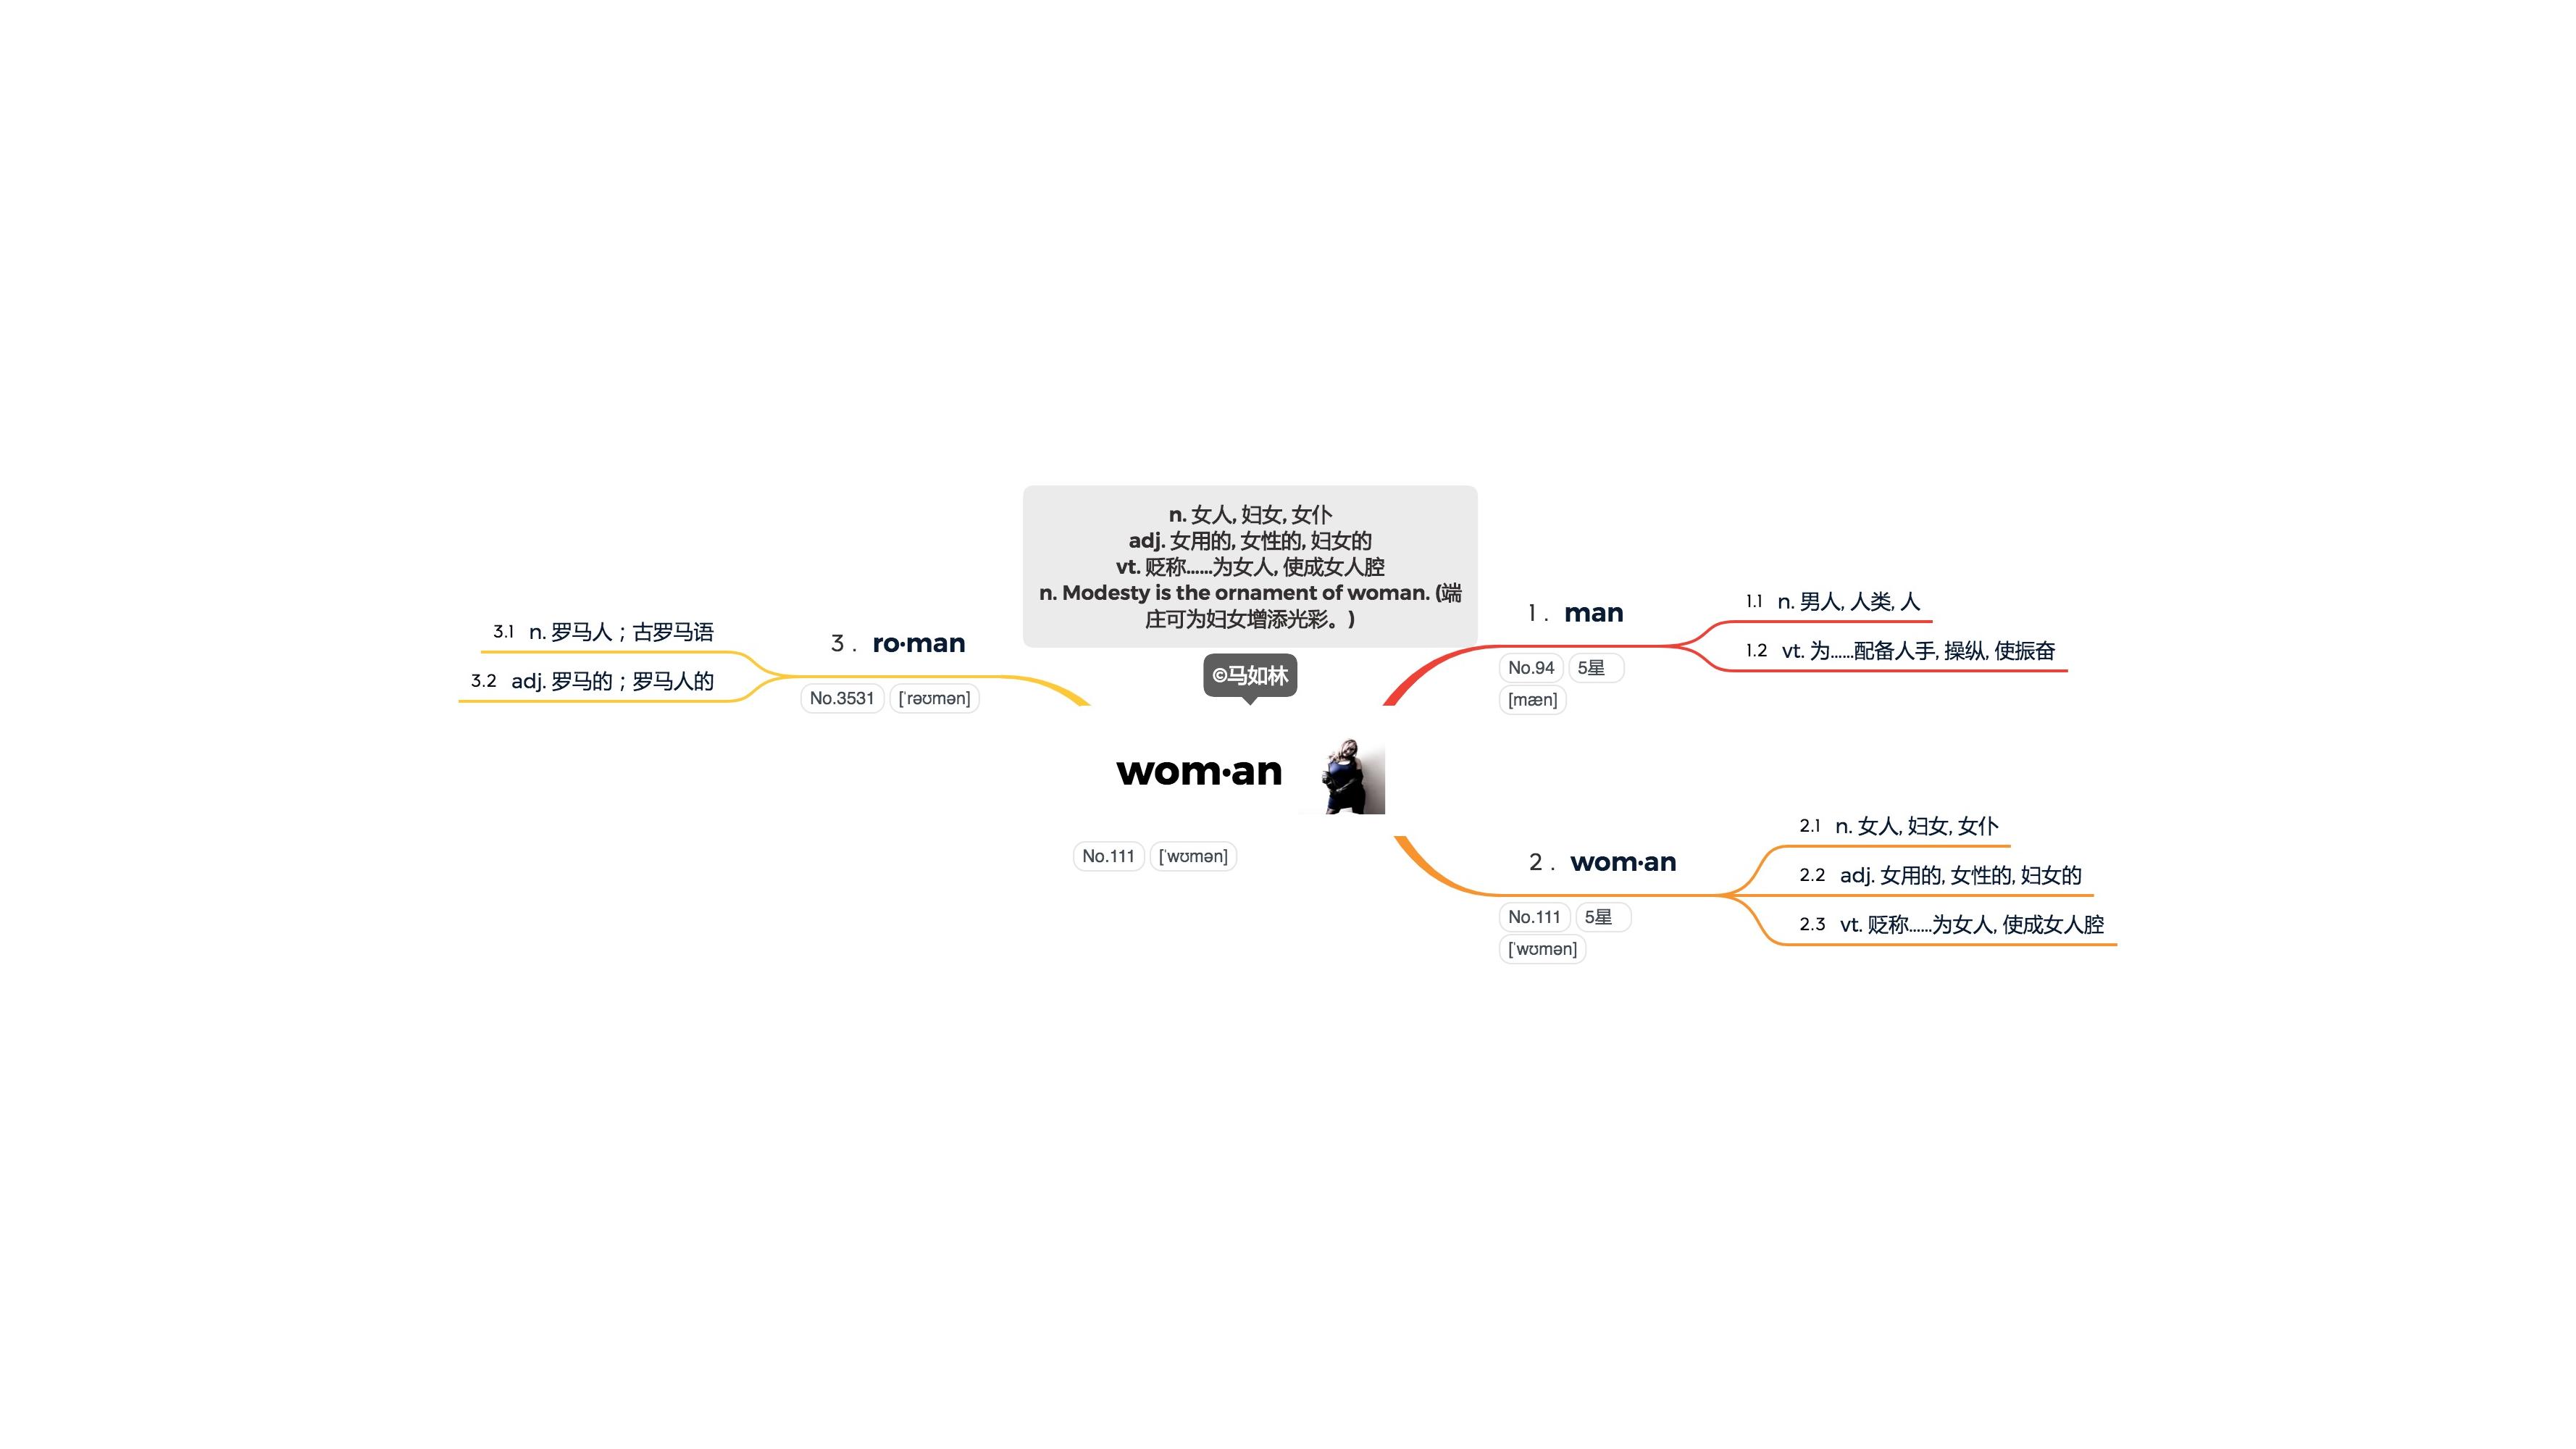 n. 女人, 妇女, 女仆
adj. 女用的, 女性的, 妇女的
vt. 贬称......为女人, 使成女人腔
n. Modesty is the ornament of woman. (端
庄可为妇女增添光彩。)
©马如林
wom·an
No.111 [ˈwʊmən]
1. man
No.94 5星
[mæn]
1.1 n. 男人, 人类, 人
1.2 vt. 为......配备人手, 操纵, 使振奋
2. wom·an
No.111 5星
[ˈwʊmən]
2.1 n. 女人, 妇女, 女仆
2.2 adj. 女用的, 女性的, 妇女的
2.3 vt. 贬称......为女人, 使成女人腔
3. ro·man
No.3531 [ˈrəʊmən]
3.1 n. 罗马人；古罗马语
3.2 adj. 罗马的；罗马人的